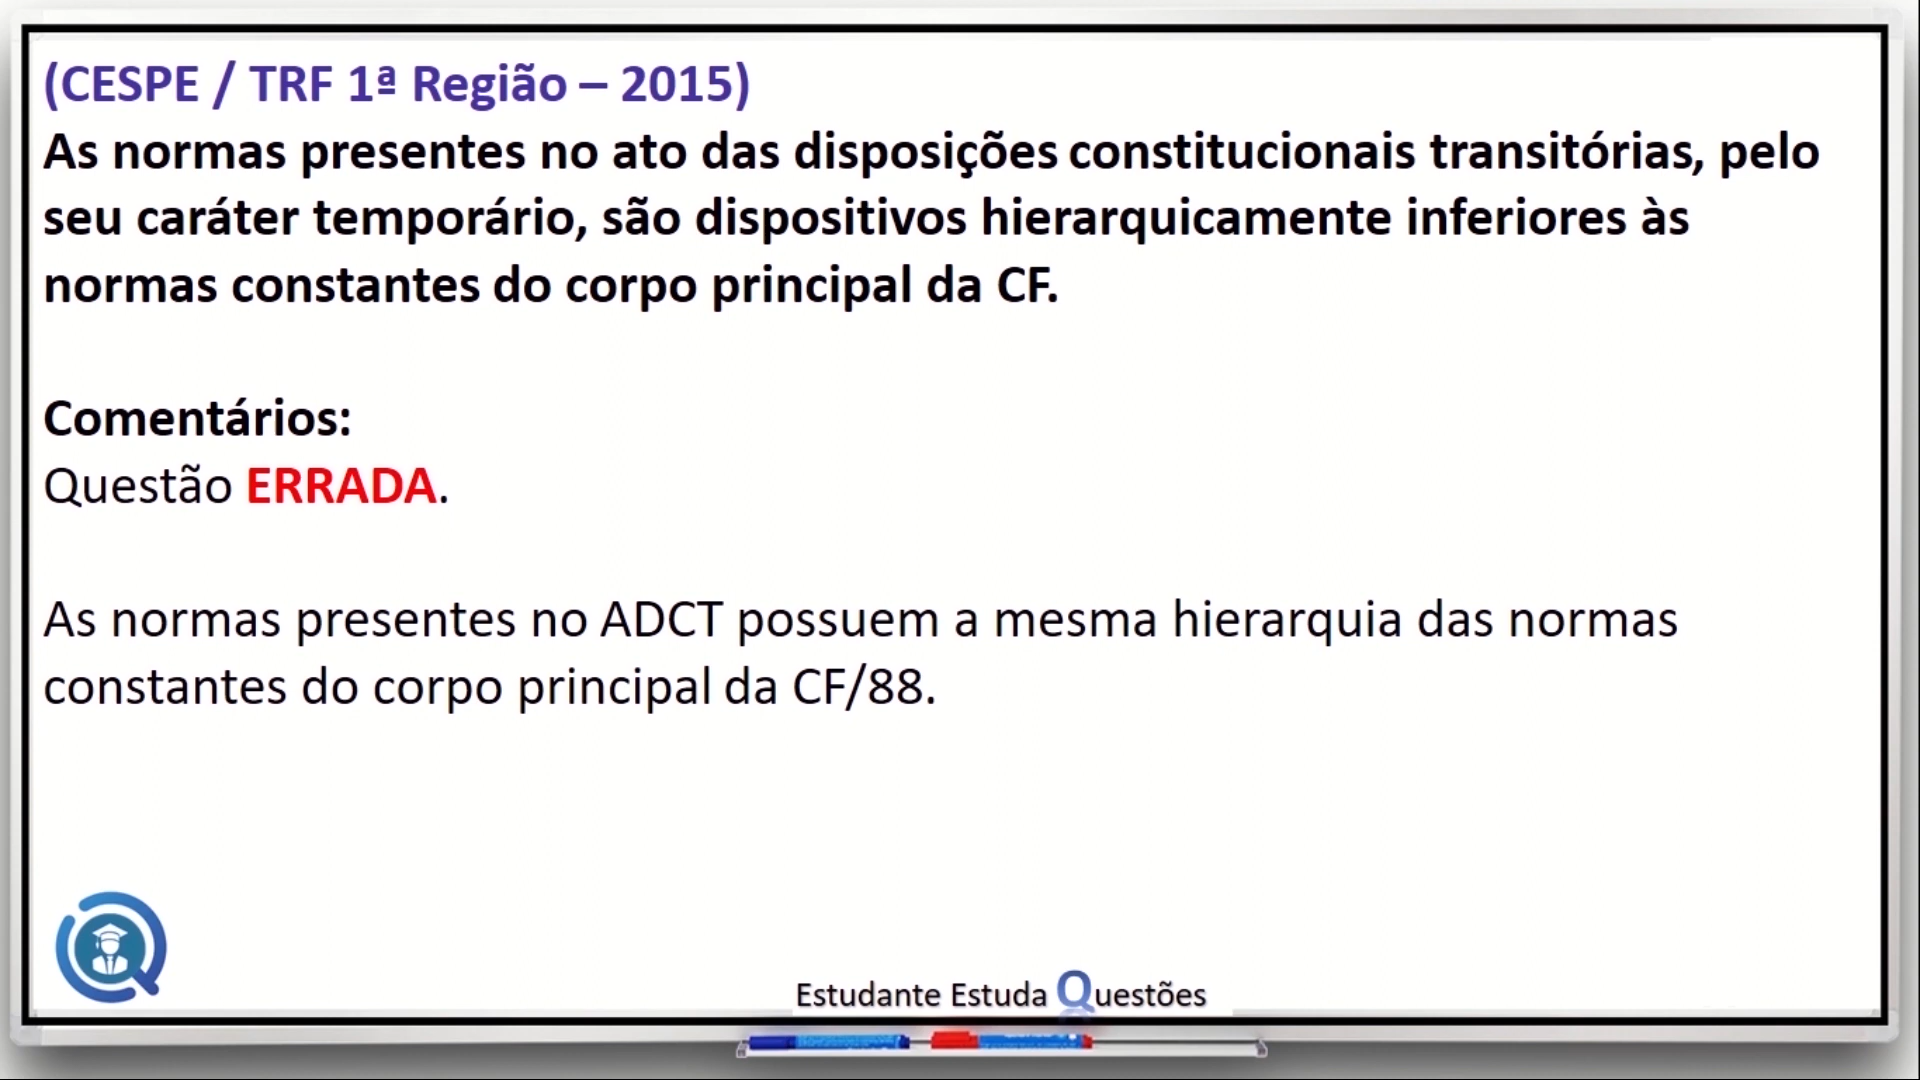 (CESPE / TRF 1ª Região – 2015)
As normas presentes no ato das disposições constitucionais transitórias, pelo
seu caráter temporário, são dispositivos hierarquicamente inferiores às
normas constantes do corpo principal da CF.
Comentários:
Questão ERRADA.
As normas presentes no ADCT possuem a mesma hierarquia das normas
constantes do corpo principal da CF/88.
Estudante Estuda Questões